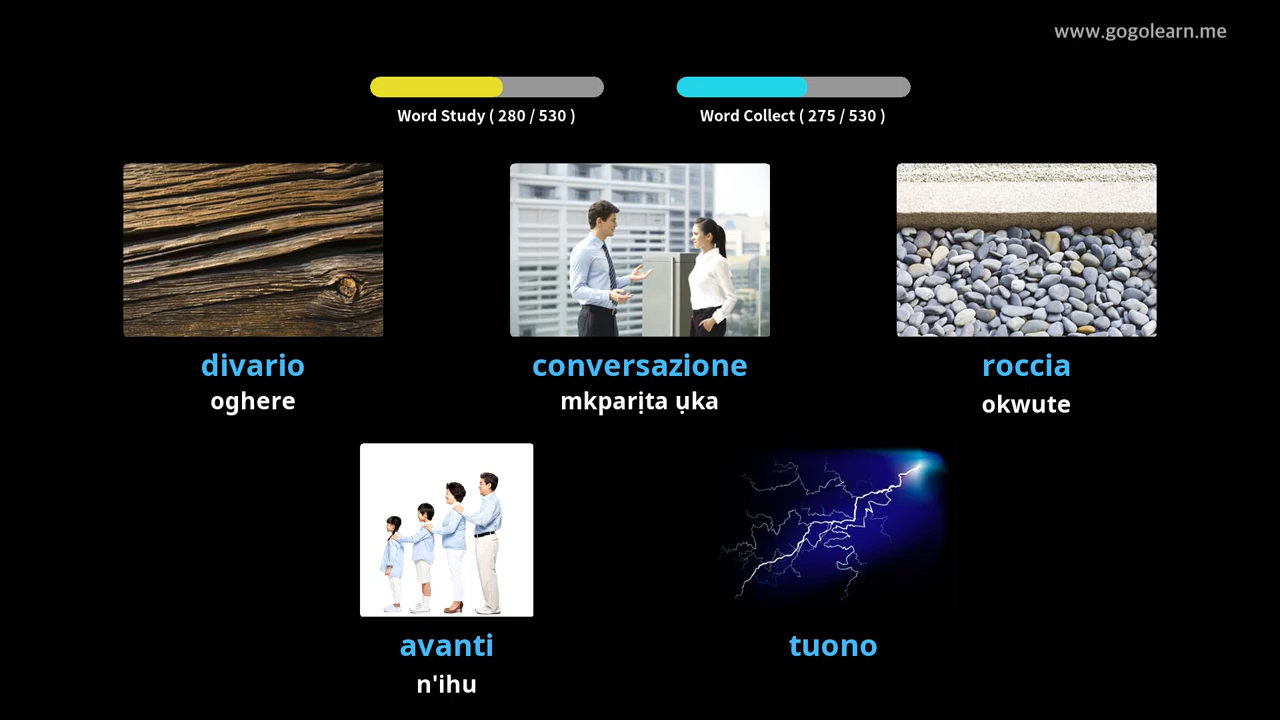 www.gogolearn.me
Word Study ( 280 / 530 )
Word Collect ( 275 / 530 )
divario
oghere
conversazione
mkparịta ụka
roccia
okwute
avanti
n'ihu
tuono